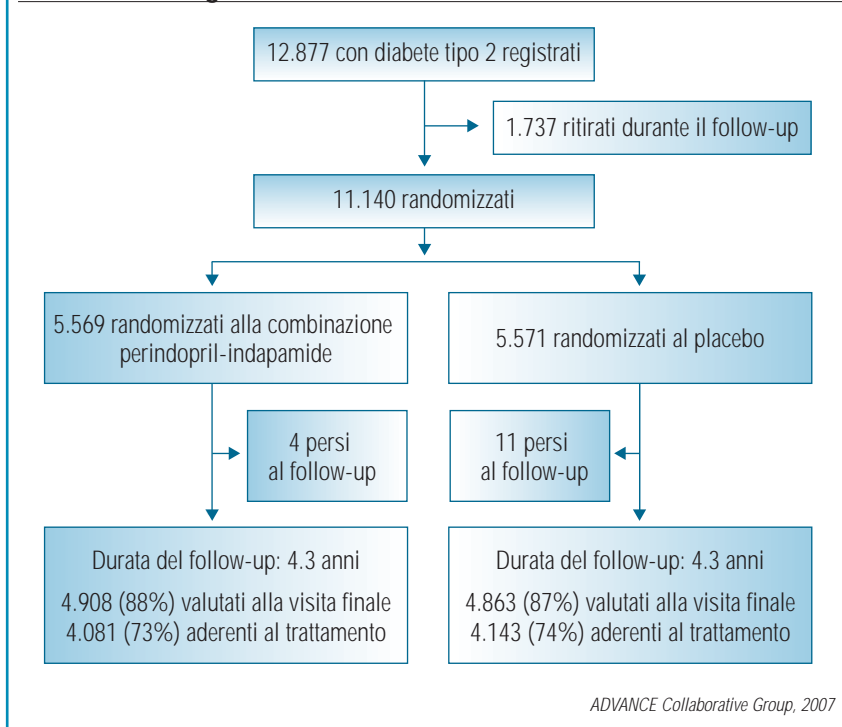 12.877 con diabete tipo 2 registrati
1.737 ritirati durante il follow-up
11.140 randomizzati
5.569 randomizzati alla combinazione
perindopril-indapamide
5.571 randomizzati al placebo
4 persi
al follow-up
11 persi
al follow-up
Durata del follow-up: 4.3 anni
4.908 (88%) valutati alla visita finale
4.081 (73%) aderenti al trattamento
Durata del follow-up: 4.3 anni
4.863 (87%) valutati alla visita finale
4.143 (74%) aderenti al trattamento
ADVANCE Collaborative Group, 2007